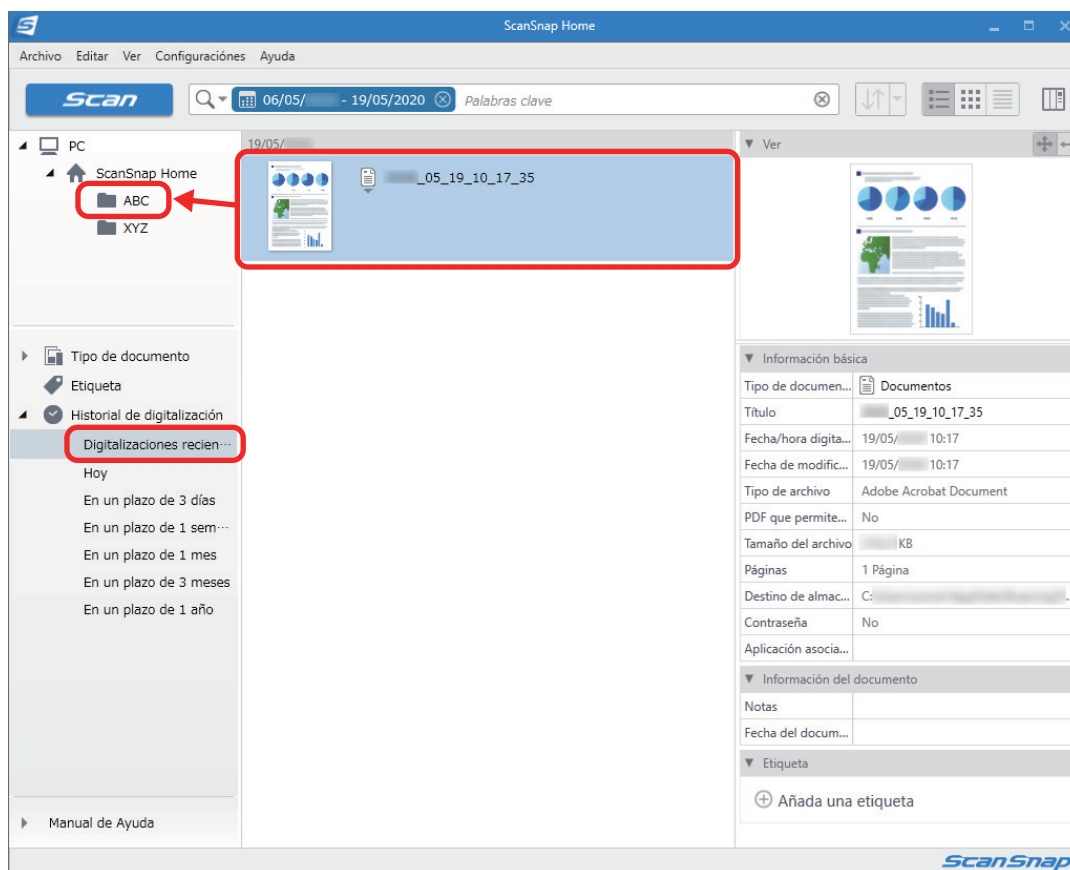 ScanSnap Home
Archivo Editar Ver Configuraciónes Ayuda
Scan
06/05/ - 19/05/2020 Palabras clave
PC
ScanSnap Home
ABC
XYZ
Tipo de documento
Etiqueta
Historial de digitalización
Digitalizaciones recien...
Hoy
En un plazo de 3 días
En un plazo de 1 sem...
En un plazo de 1 mes
En un plazo de 3 meses
En un plazo de 1 año
Manual de Ayuda
19/05/
_05_19_10_17_35
Ver
Información básica
Tipo de documen... Documentos
Título _05_19_10_17_35
Fecha/hora digita... 19/05/ 10:17
Fecha de modific... 19/05/ 10:17
Tipo de archivo Adobe Acrobat Document
PDF que permite... No
Tamaño del archivo KB
Páginas 1 Página
Destino de almac... C:
Contraseña No
Aplicación asocia...
Información del documento
Notas
Fecha del docum...
Etiqueta
Añada una etiqueta
ScanSnap